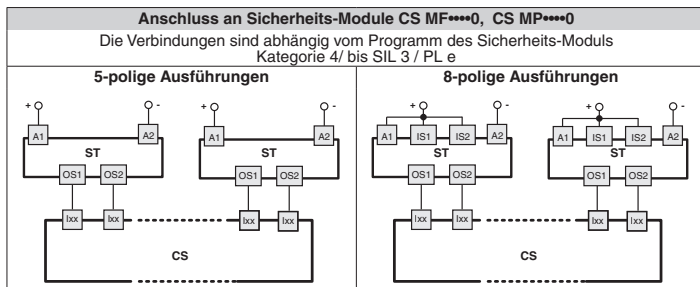 Anschluss an Sicherheits-Module CS MF••••0, CS MP••••0
Die Verbindungen sind abhängig vom Programm des Sicherheits-Moduls
Kategorie 4/ bis SIL 3 / PL e
5-polige Ausführungen
8-polige Ausführungen
+ - + - + - + -
A1 A2 A1 A2 A1 IS1 IS2 A2 A1 IS1 IS2 A2
ST ST ST ST
OS1 OS2 OS1 OS2 OS1 OS2 OS1 OS2
Ixx Ixx Ixx Ixx Ixx Ixx Ixx Ixx
CS CS